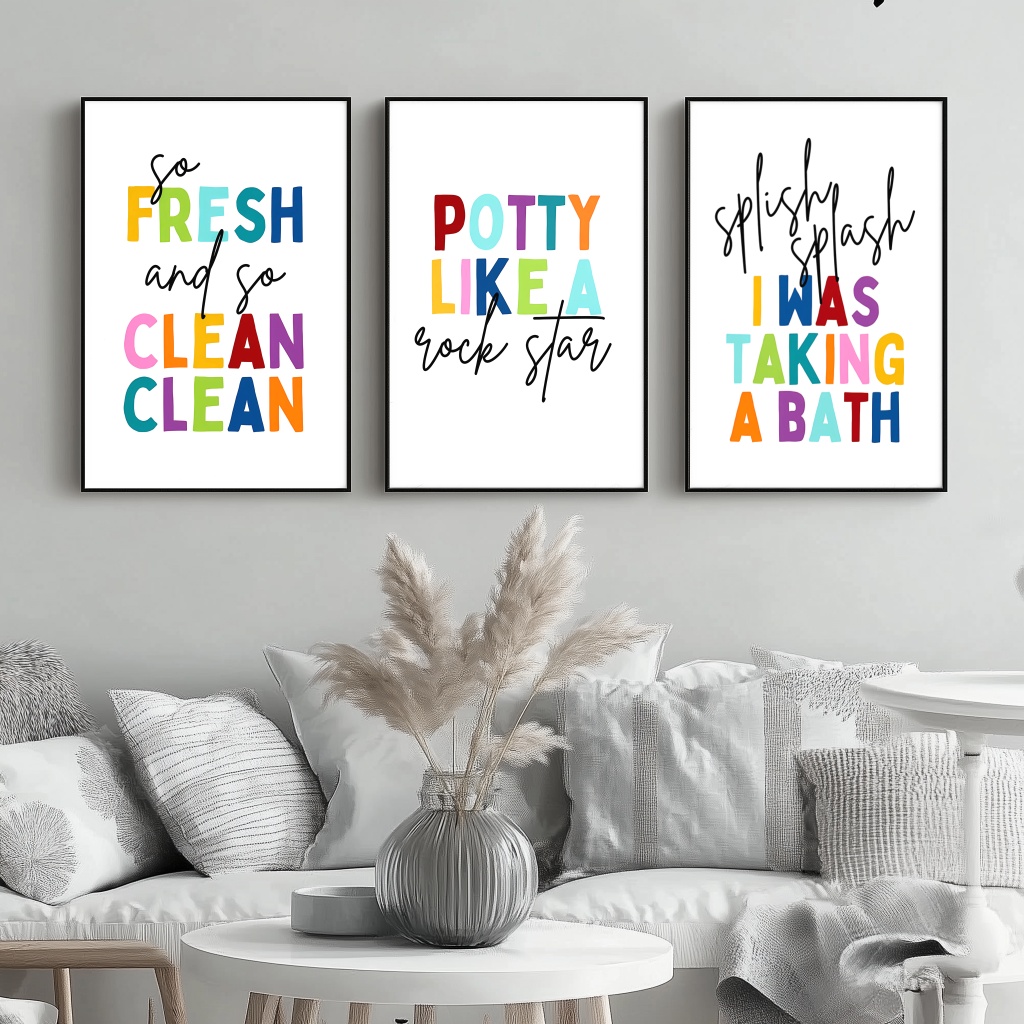 so
FRESH
and so
CLEAN
CLEAN
POTTY
LIKE A
rock star
splish
splash
I WAS
TAKING
A BATH